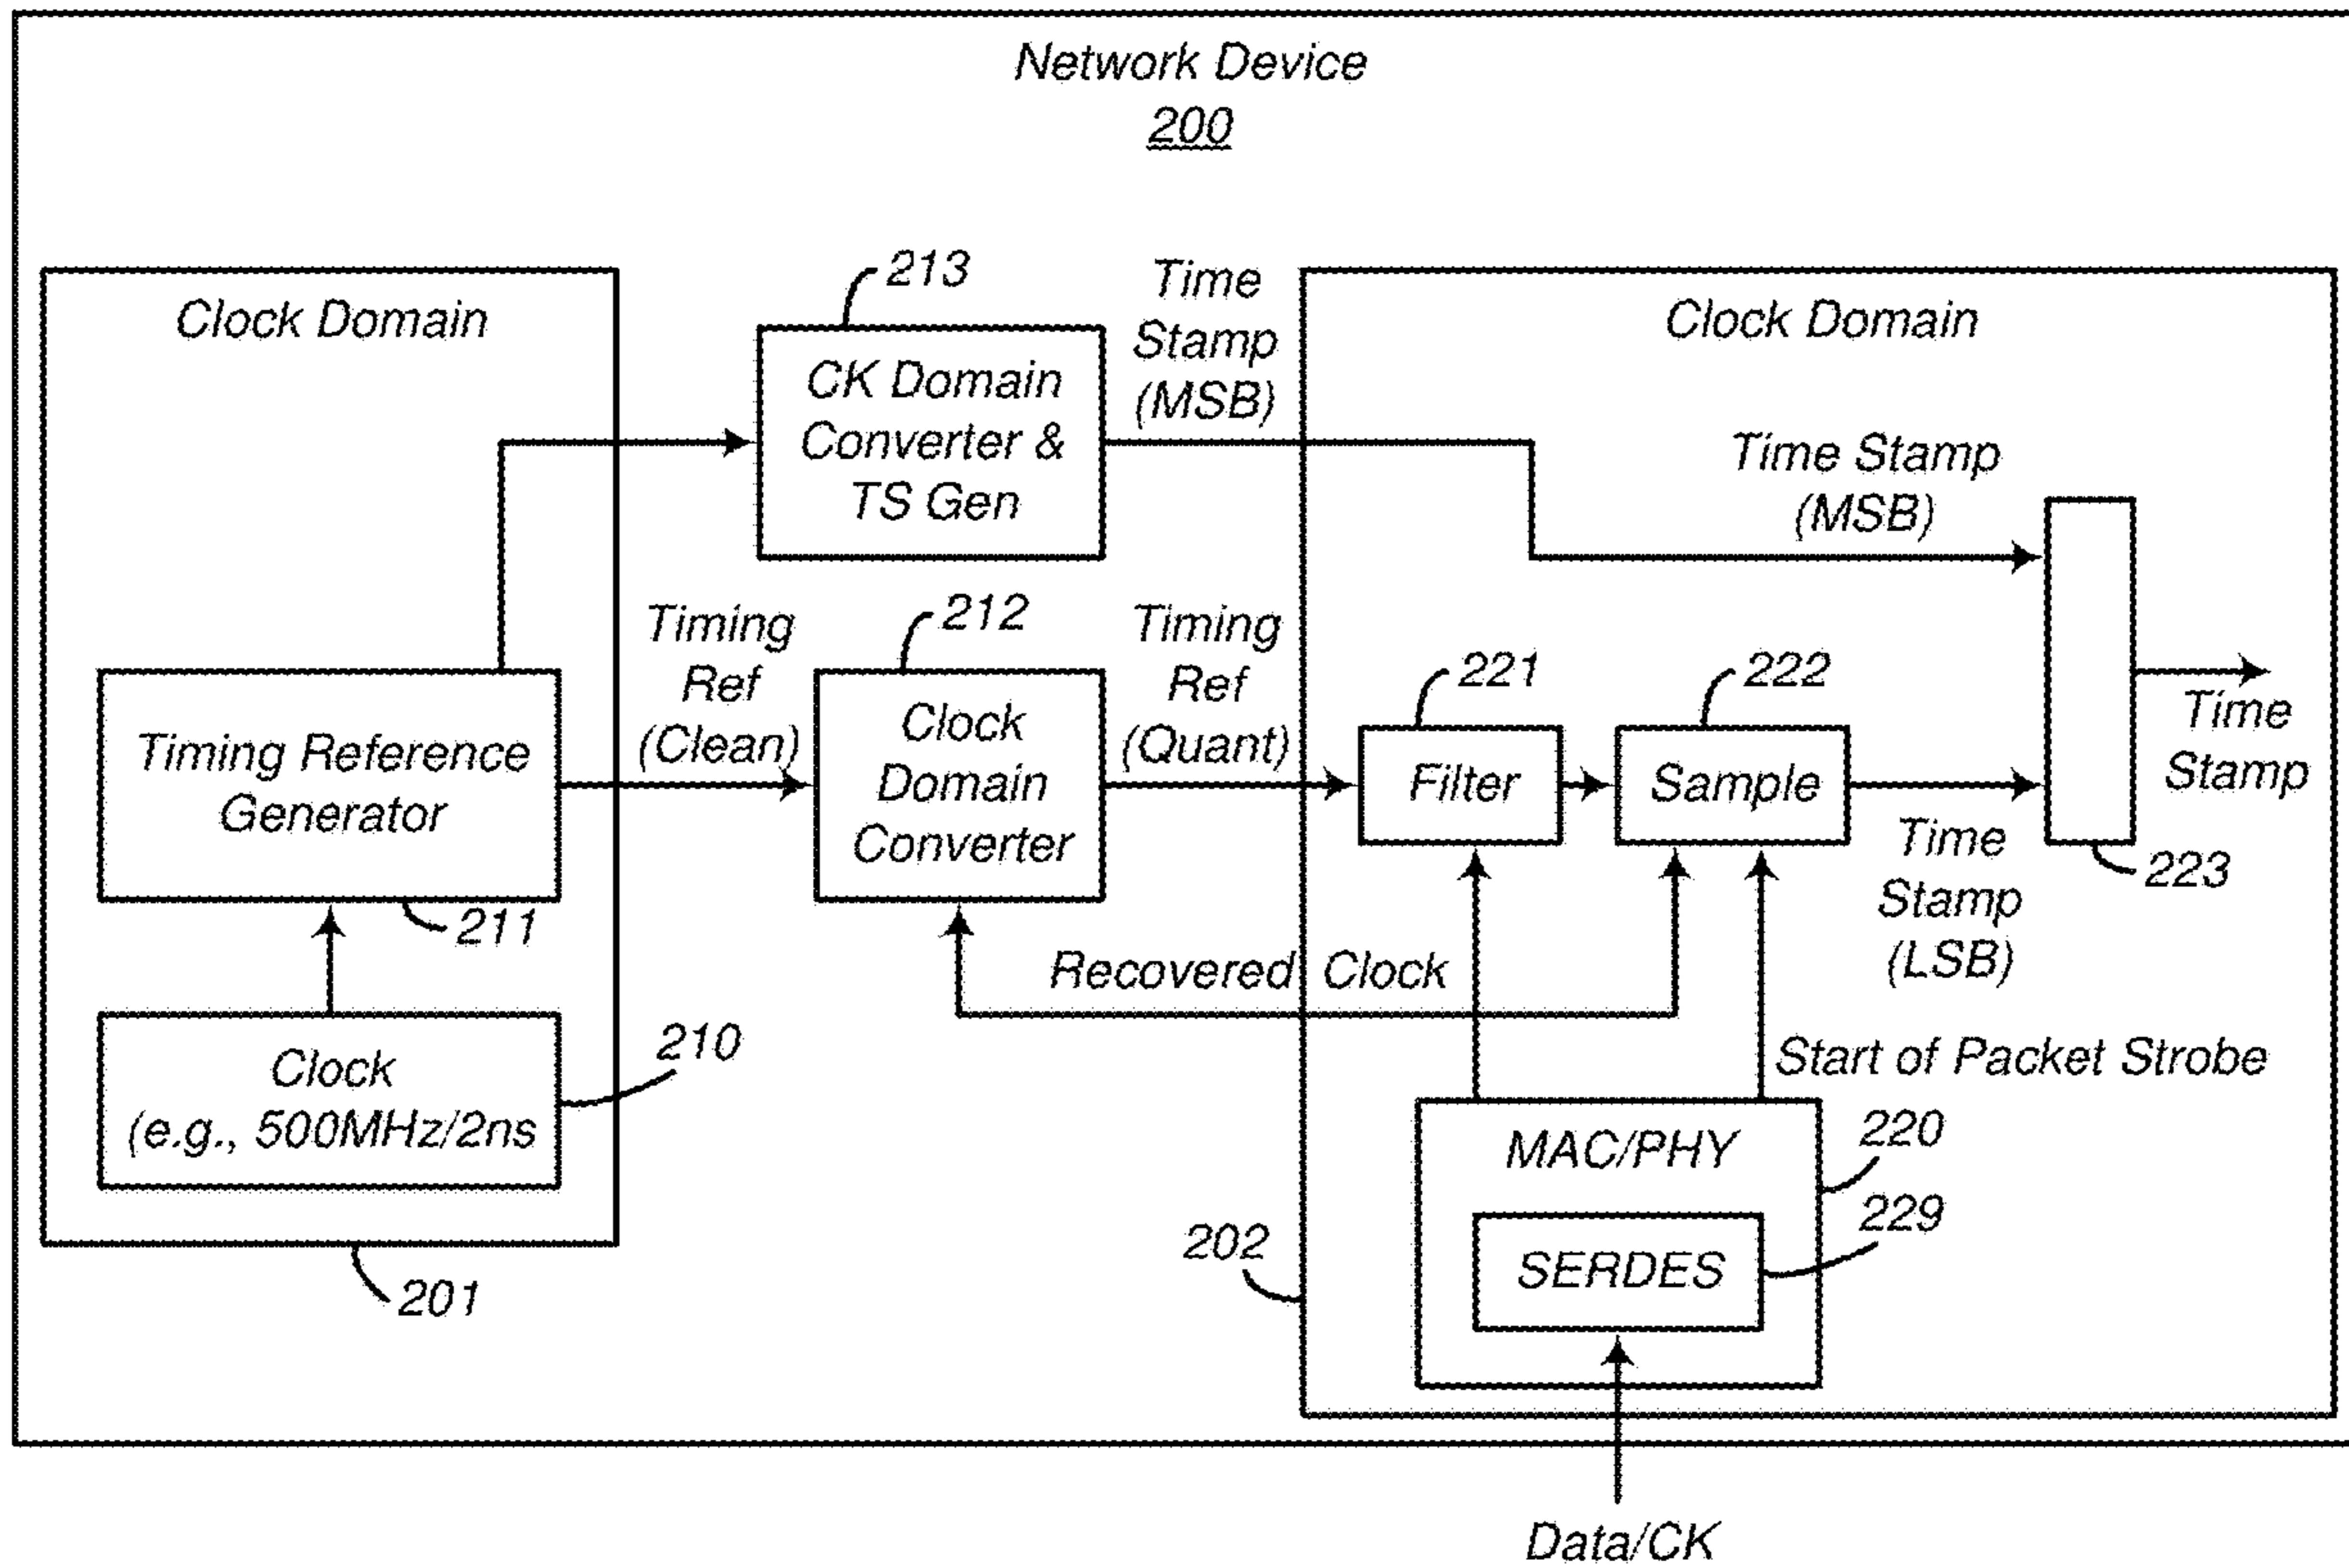 Network Device
200
Clock Domain
213
CK Domain
Converter &
TS Gen
Time
Stamp
(MSB)
Clock Domain
Time Stamp
(MSB)
Timing
Ref
(Clean)
212
Clock
Domain
Converter
Timing
Ref
(Quant)
221
Filter
222
Sample
Time
Stamp
Time
Stamp
(LSB)
223
Timing Reference
Generator
211
Recovered Clock
Clock
(e.g., 500MHz/2ns
210
201
Start of Packet Strobe
MAC/PHY
220
SERDES
229
202
Data/CK